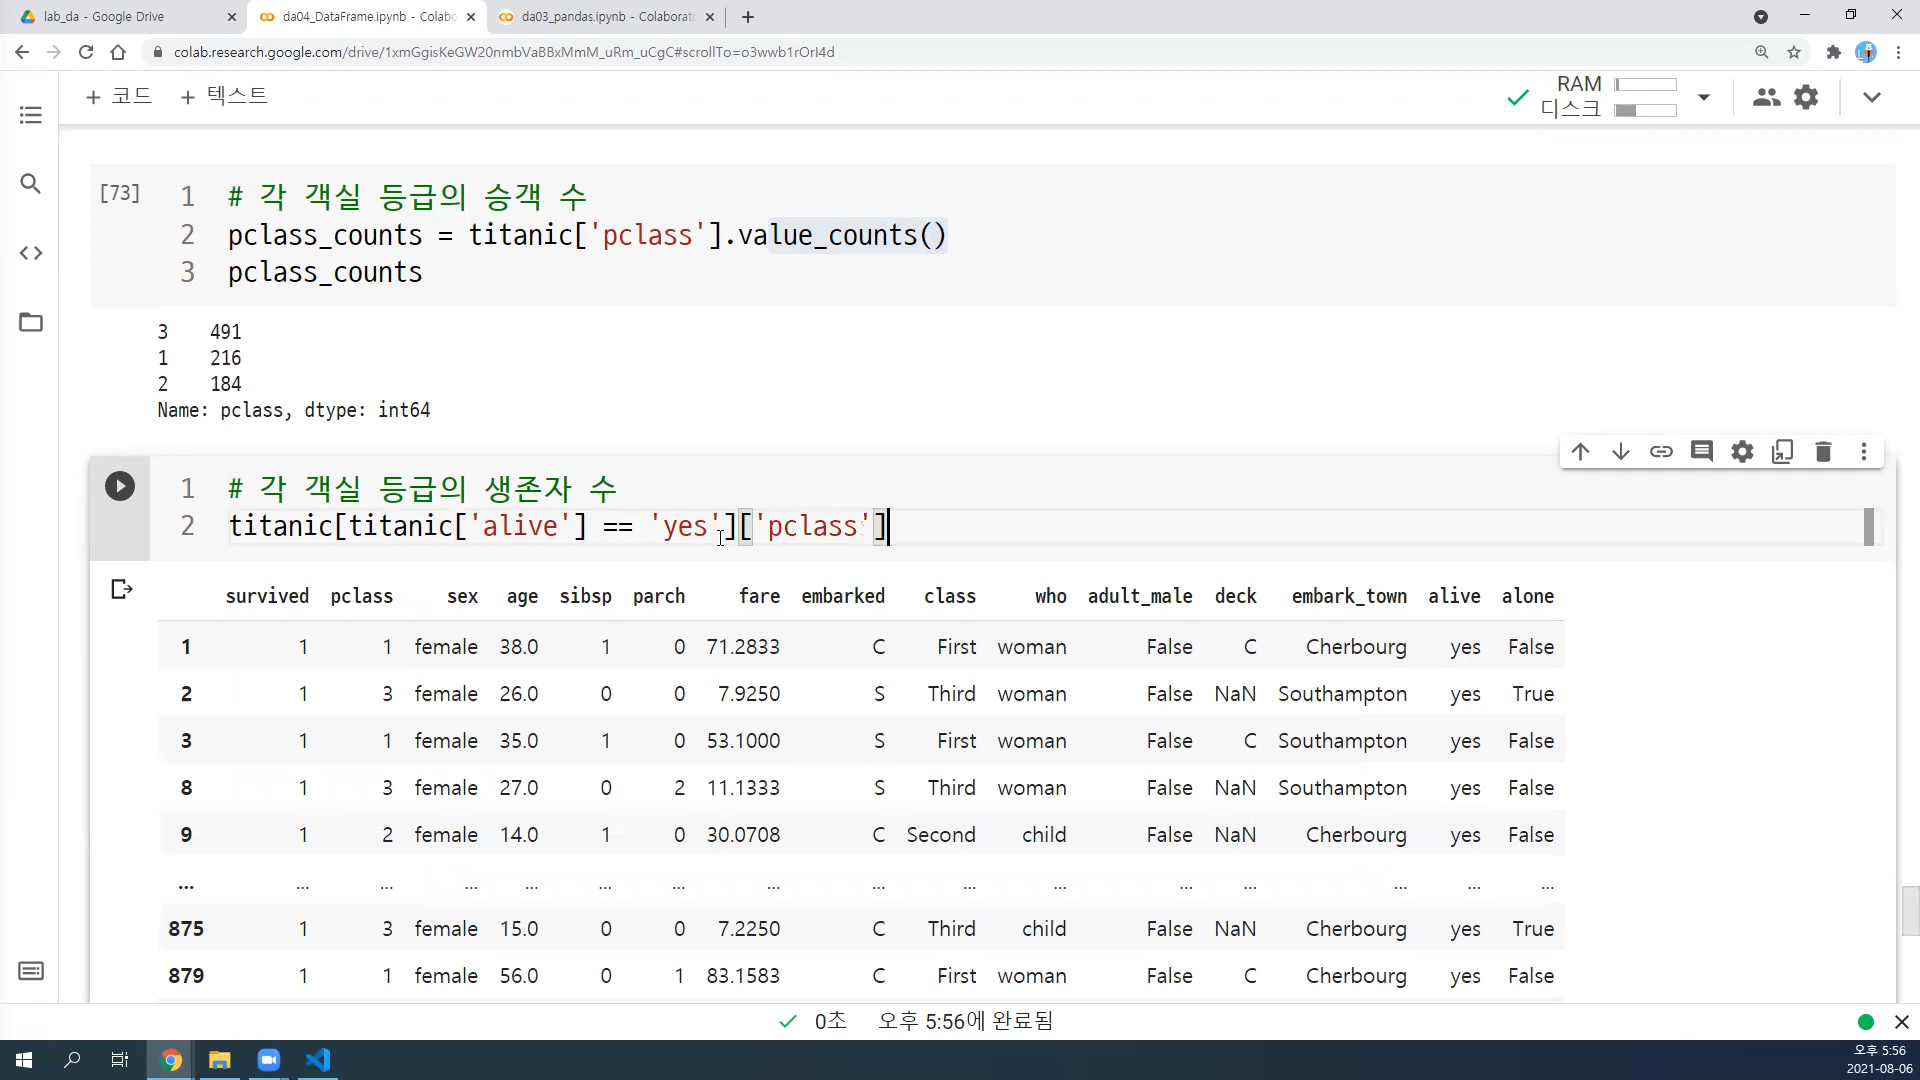 lab_da - Google Drive
da04_DataFrame.ipynb - Colabo
da03_pandas.ipynb - Colaborato
colab.research.google.com/drive/1xmGgisKeGW20nmbVaBBxMmM_uRm_uCgC#scrollTo=o3wwb1rOrI4d
+ 코드 + 텍스트
RAM
디스크
[73]
1 # 각 객실 등급의 승객 수
2 pclass_counts = titanic['pclass'].value_counts()
3 pclass_counts
3 491
1 216
2 184
Name: pclass, dtype: int64
1 # 각 객실 등급의 생존자 수
2 titanic[titanic['alive'] == 'yes']['pclass']
survived pclass sex age sibsp parch fare embarked class who adult_male deck embark_town alive alone
1 1 1 female 38.0 1 0 71.2833 C First woman False C Cherbourg yes False
2 1 3 female 26.0 0 0 7.9250 S Third woman False NaN Southampton yes True
3 1 1 female 35.0 1 0 53.1000 S First woman False C Southampton yes False
8 1 3 female 27.0 0 2 11.1333 S Third woman False NaN Southampton yes False
9 1 2 female 14.0 1 0 30.0708 C Second child False NaN Cherbourg yes False
... ... ... ... ... ... ... ... ... ... ... ... ... ... ... ...
875 1 3 female 15.0 0 0 7.2250 C Third child False NaN Cherbourg yes True
879 1 1 female 56.0 0 1 83.1583 C First woman False C Cherbourg yes False
0초 오후 5:56에 완료됨
오후 5:56
2021-08-06